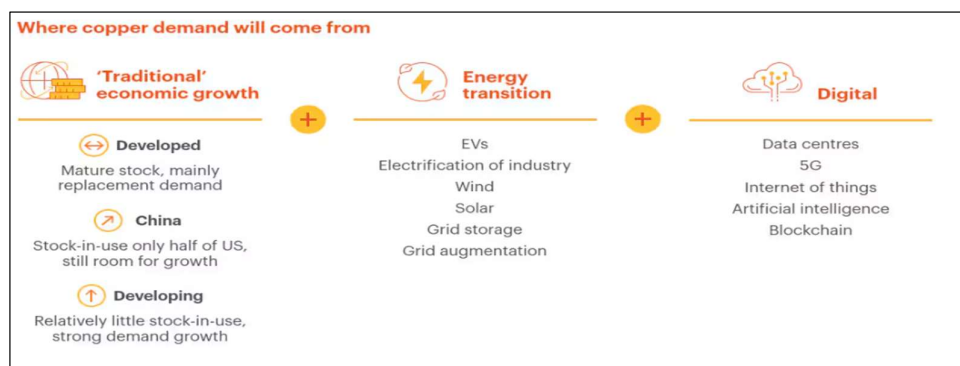 Where copper demand will come from
‘Traditional’
economic growth
Developed
Mature stock, mainly
replacement demand
China
Stock-in-use only half of US,
still room for growth
Developing
Relatively little stock-in-use,
strong demand growth
+
Energy
transition
EVs
Electrification of industry
Wind
Solar
Grid storage
Grid augmentation
+
Digital
Data centres
5G
Internet of things
Artificial intelligence
Blockchain